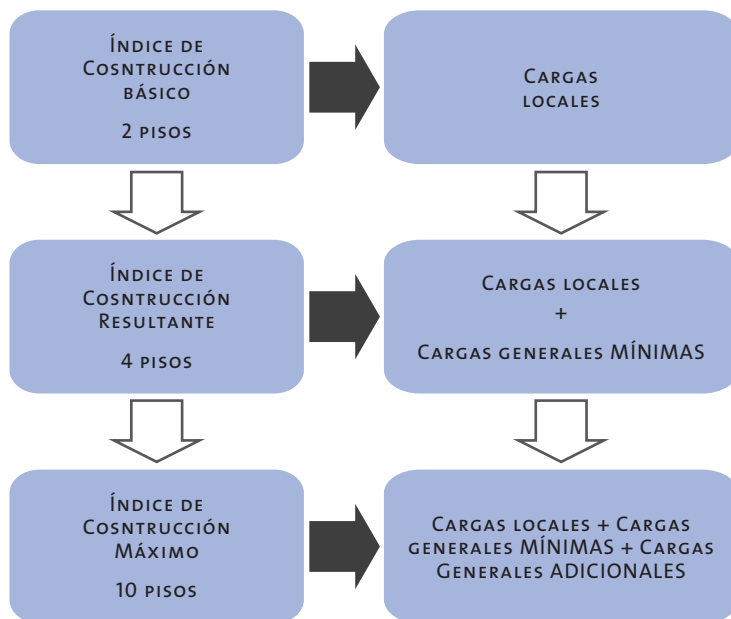 Índice de
Cosntrucción
básico
2 pisos
Cargas
locales
Índice de
Cosntrucción
Resultante
4 pisos
Cargas locales
+
Cargas generales MÍNIMAS
Índice de
Cosntrucción
Máximo
10 pisos
Cargas locales + Cargas
generales MÍNIMAS + Cargas
Generales ADICIONALES